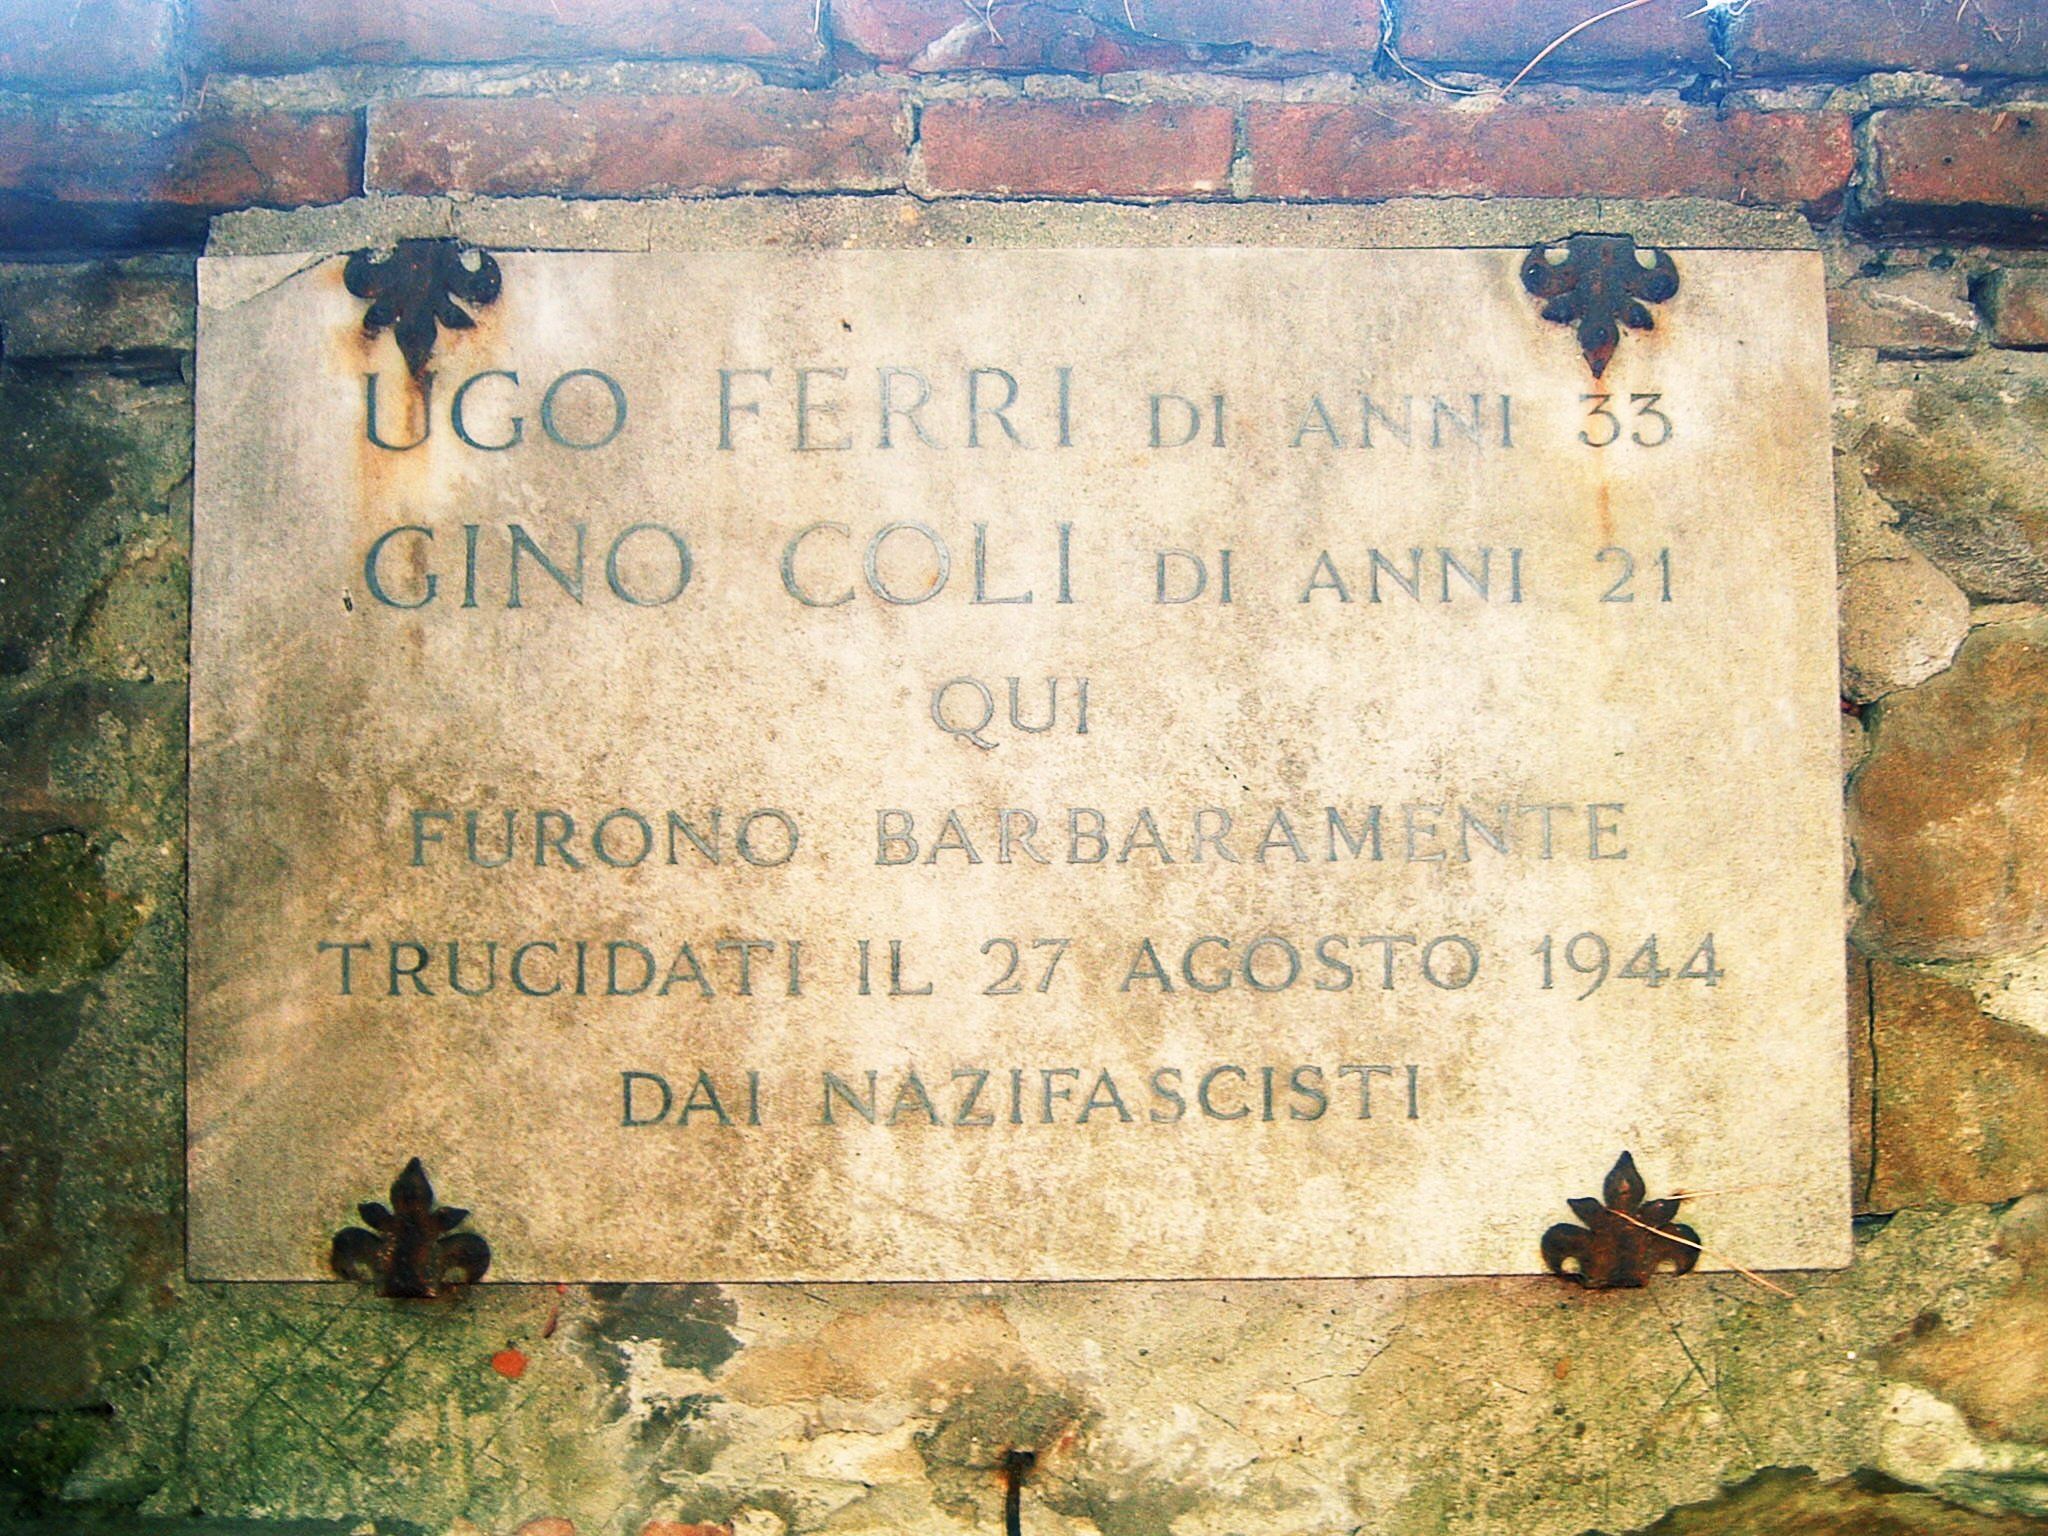 UGO FERRI DI ANNI 33
GINO COLI DI ANNI 21
QUI
FURONO BARBARAMENTE
TRUCIDATI IL 27 AGOSTO 1944
DAI NAZIFASCISTI